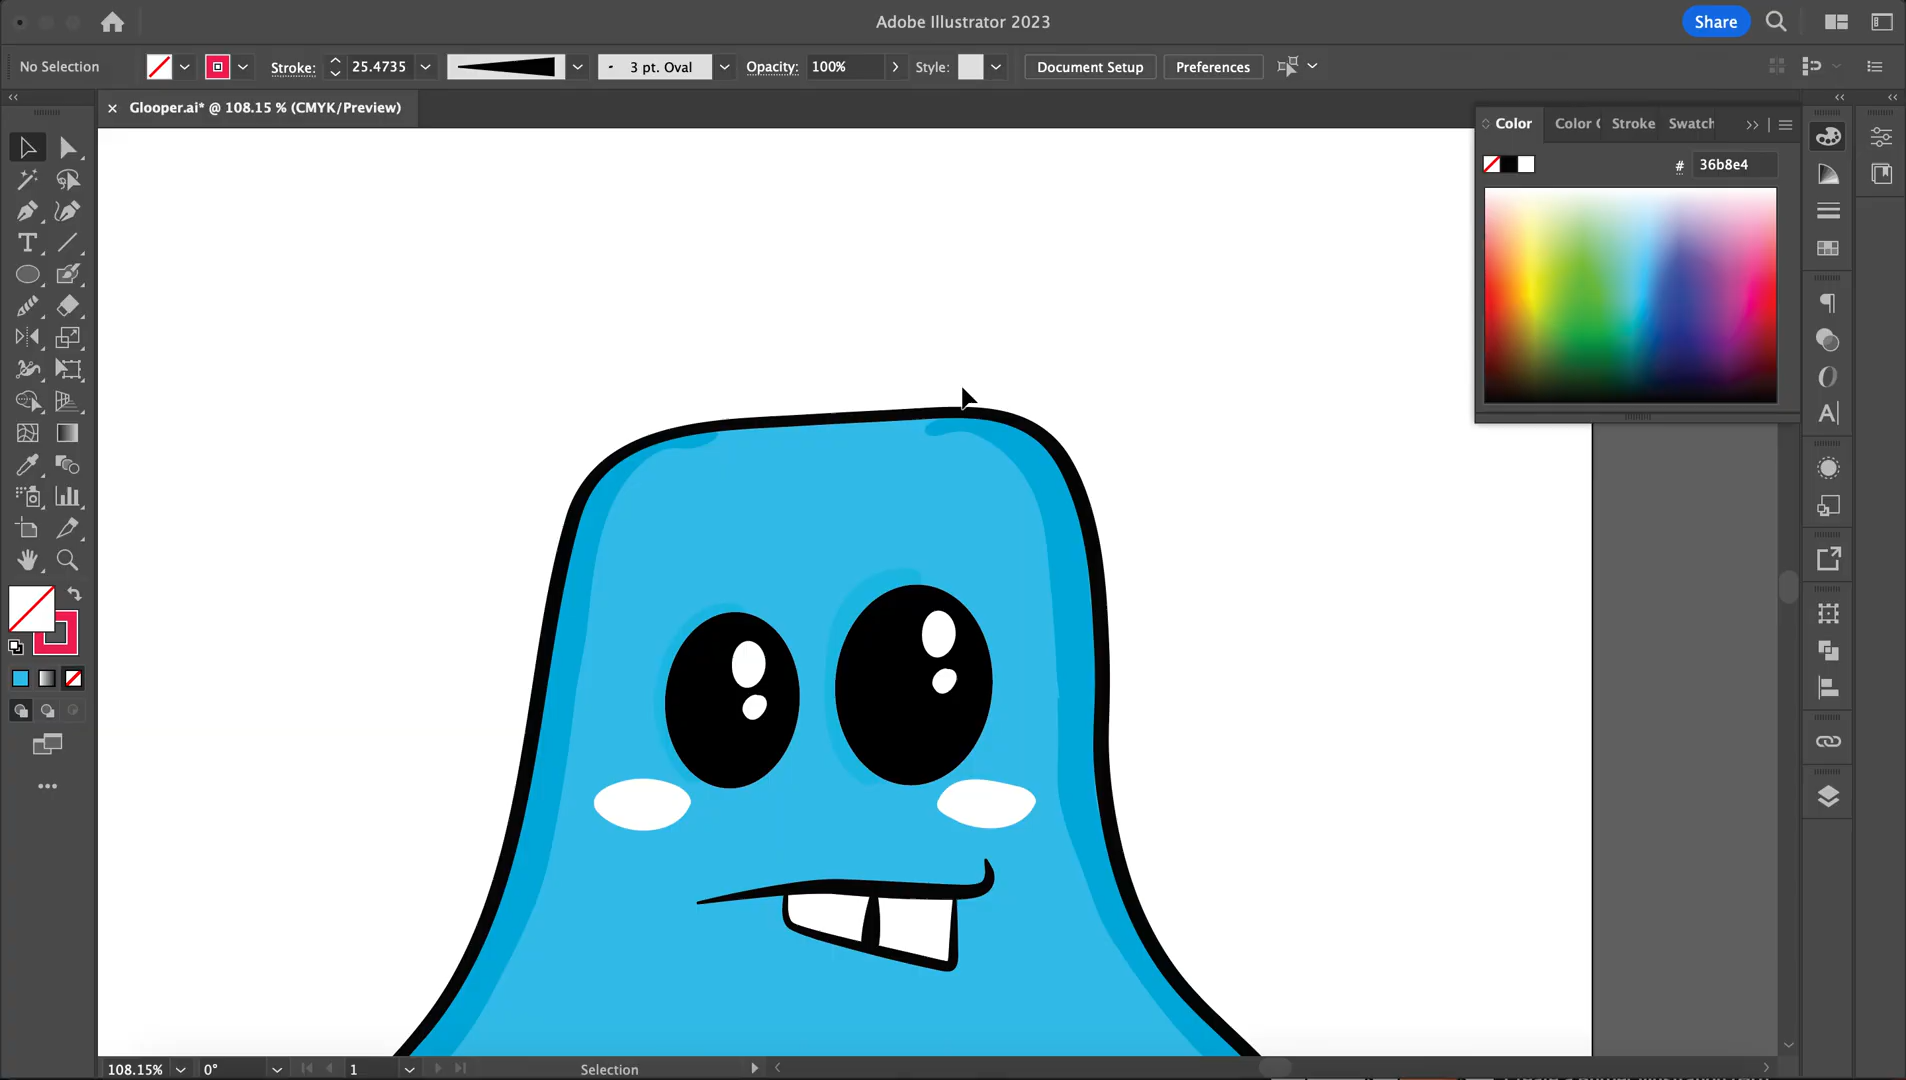 Adobe Illustrator 2023
Share
No Selection
Stroke:
25.4735
3 pt. Oval
Opacity:
100%
Style:
Document Setup
Preferences
Glooper.ai* @ 108.15 % (CMYK/Preview)
Color
Color
Stroke
Swatch
# 36b8e4
108.15%
0°
1
Selection